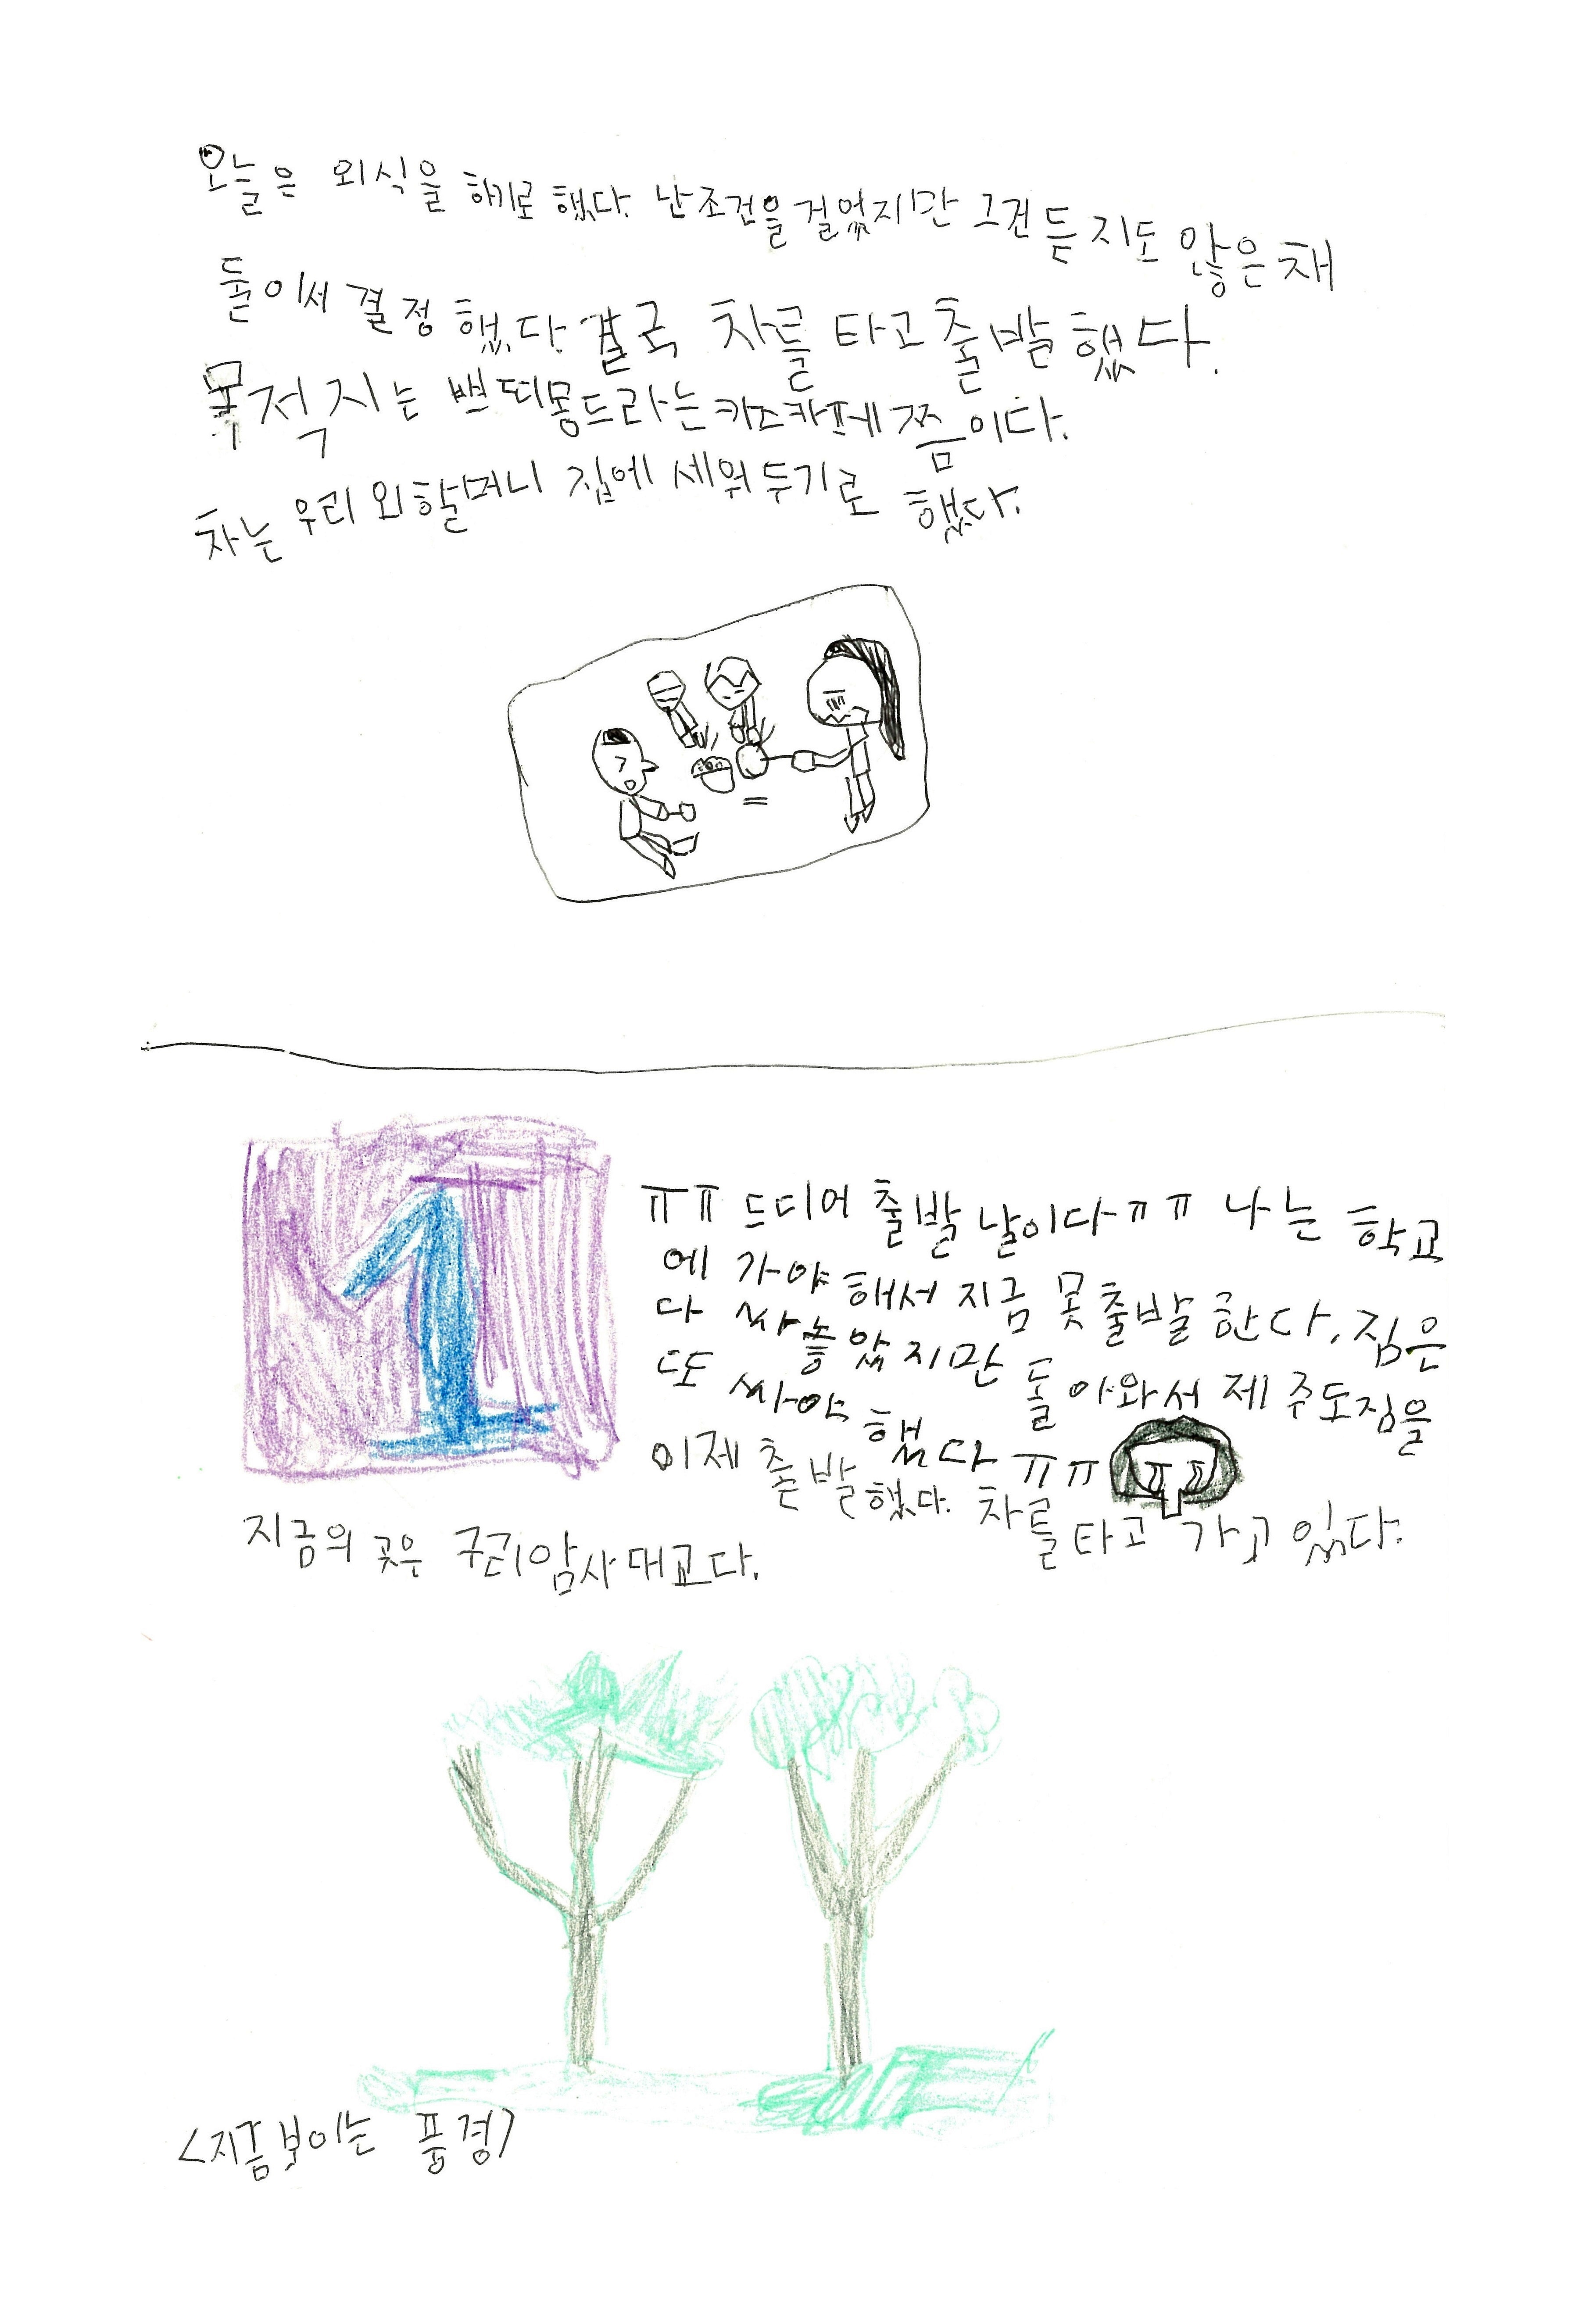 오늘은 외식을 하기로 했다. 난 조건을 걸었지만 그건 듣지도 않은 채
둘이서 결정했다. 결국 차를 타고 출발했다.
목적지는 쁘띠몽드라는 키즈카페쯤이다.
차는 우리 외할머니 집에 세워두기로 했다.
1
ㅠㅠ 드디어 출발 날이다ㅠㅠ 나는 학교
에 가야 해서 지금 못 출발 한다. 짐은
다 싸놓았지만 돌아와서 제주도짐을
또 싸야 했다 ㅠㅠ ㅠㅠ
이제 출발했다. 차를 타고 가고 있다.
지금의 곳은 구리암사대교다.
<지금 보이는 풍경>